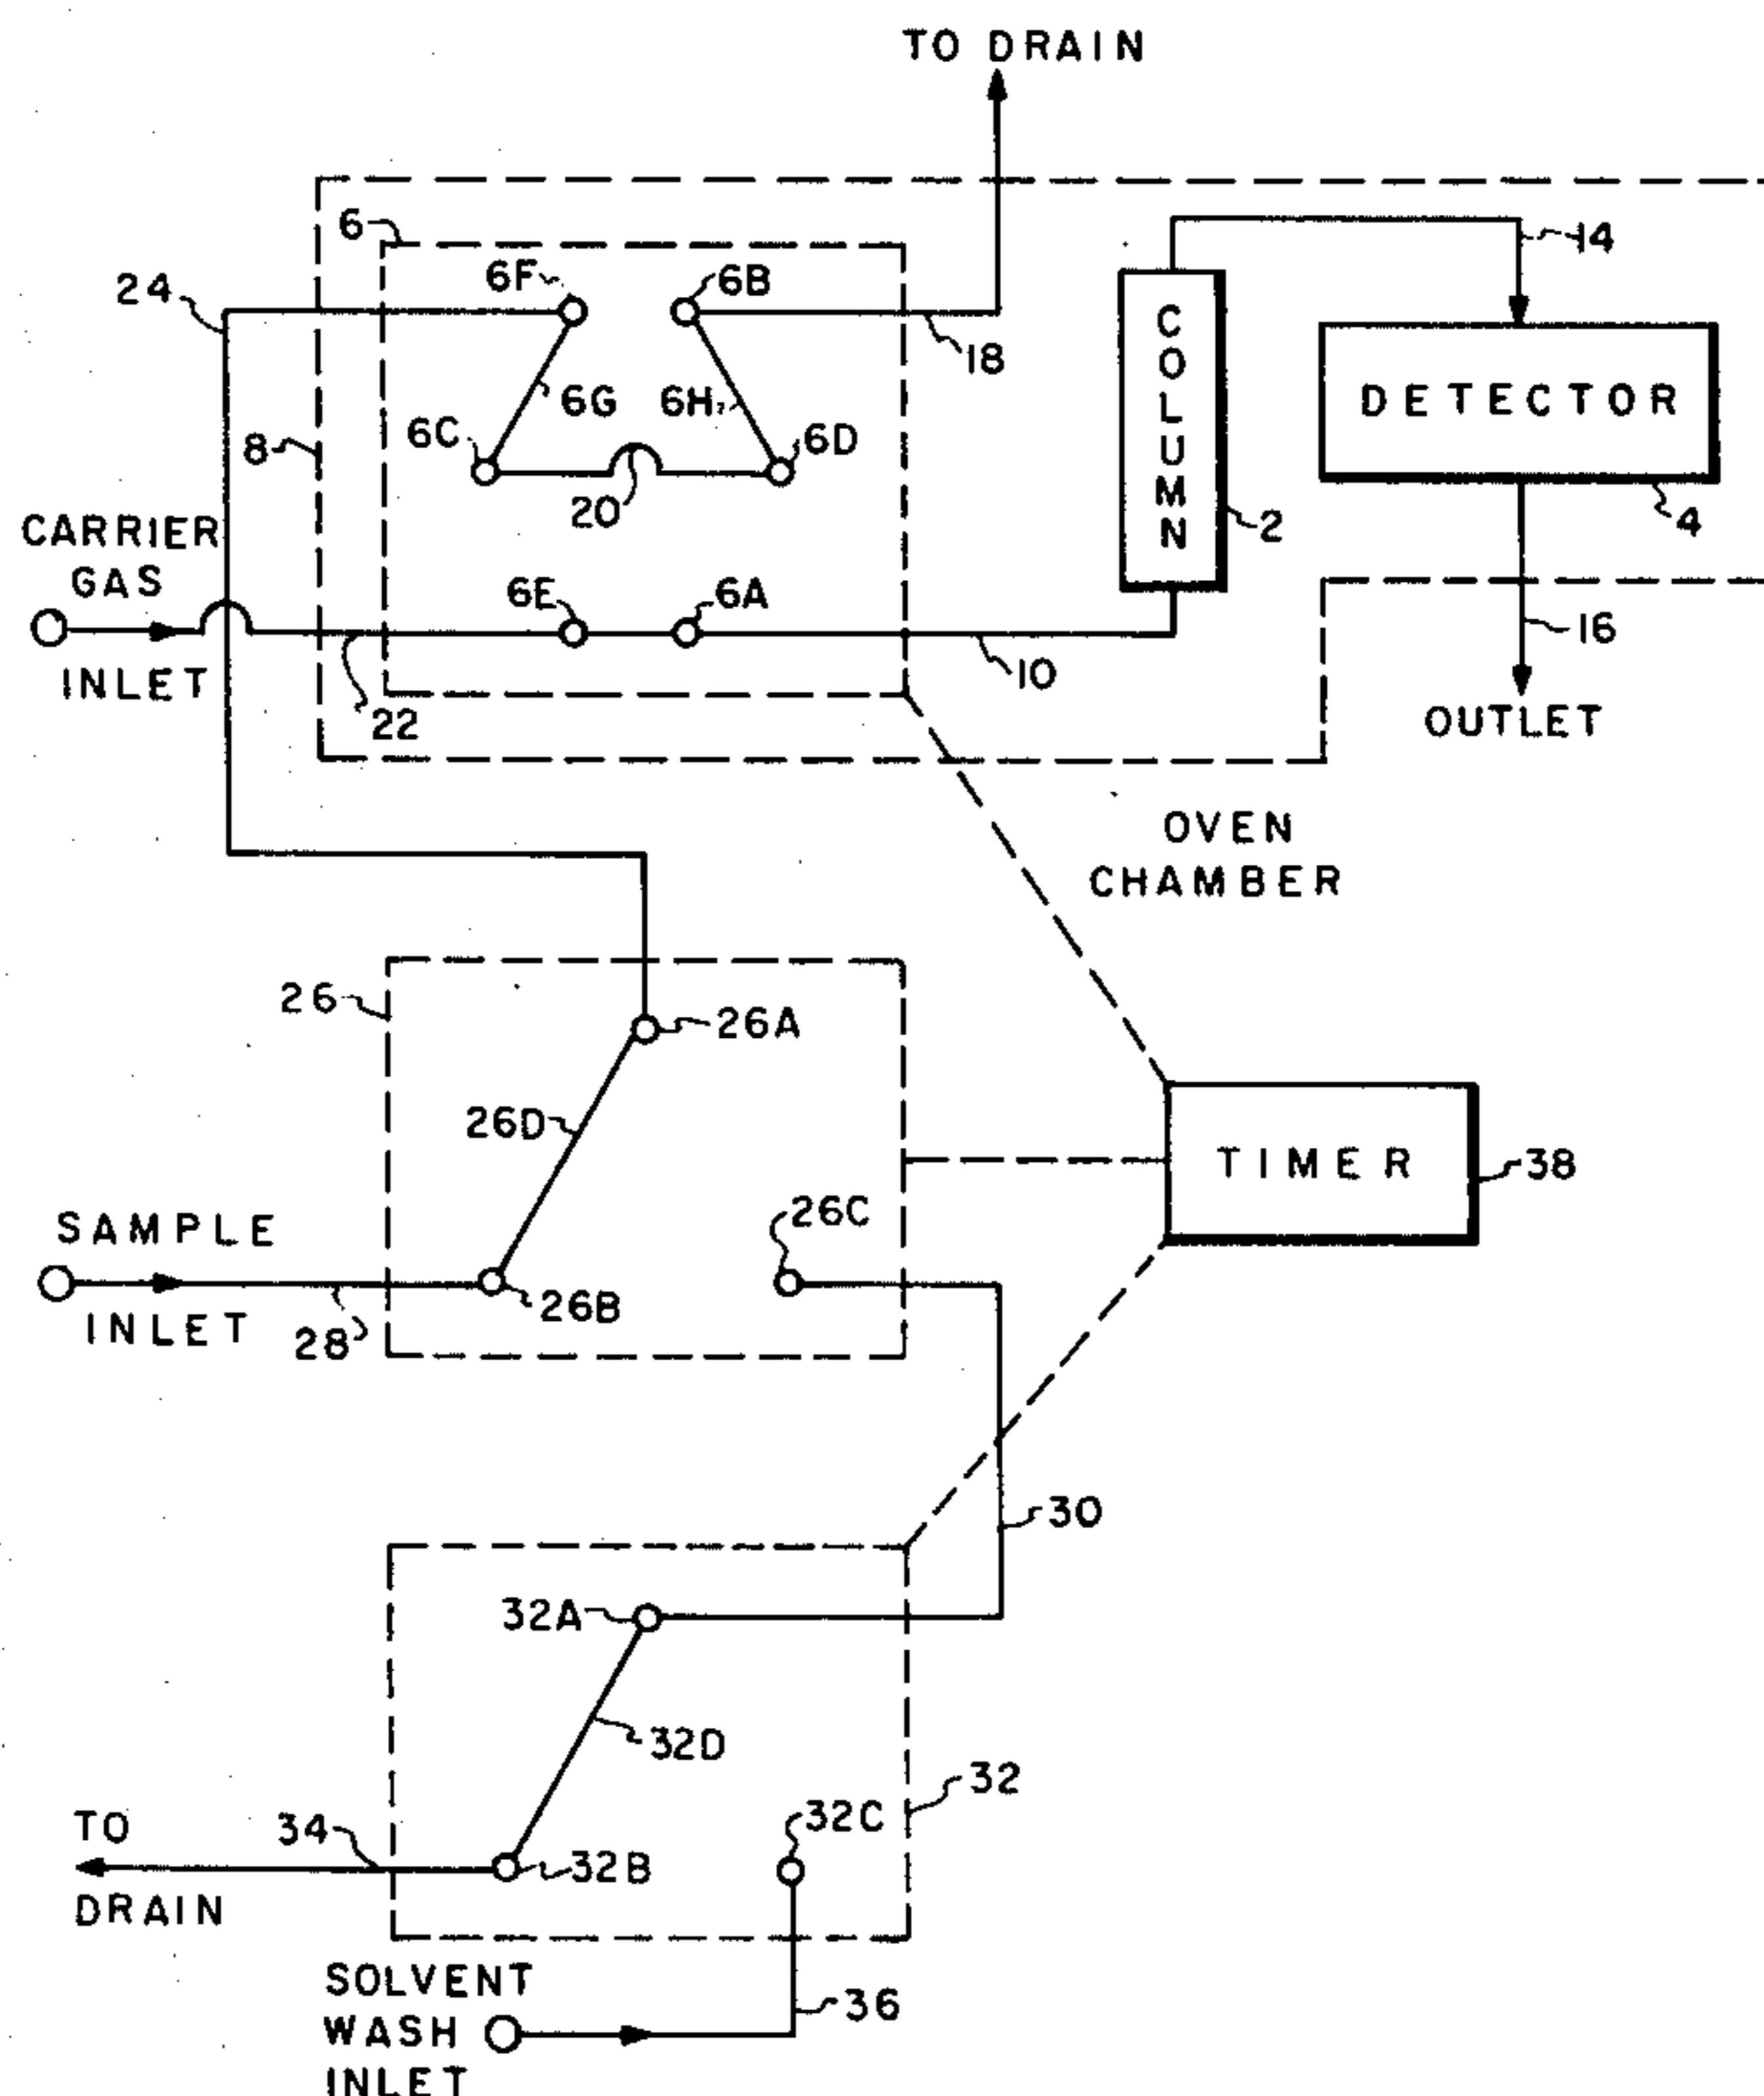 TO DRAIN
6
14
6F
6B
24
COLUMN
18
DETECTOR
6G
6H
6C
6D
8
20
2
4
CARRIER
GAS
6E
6A
16
INLET
10
22
OUTLET
OVEN
CHAMBER
26
26A
26D
TIMER
38
26C
SAMPLE
26B
INLET
28
30
32A
32D
32
TO
34
32C
32B
DRAIN
SOLVENT
36
WASH
INLET